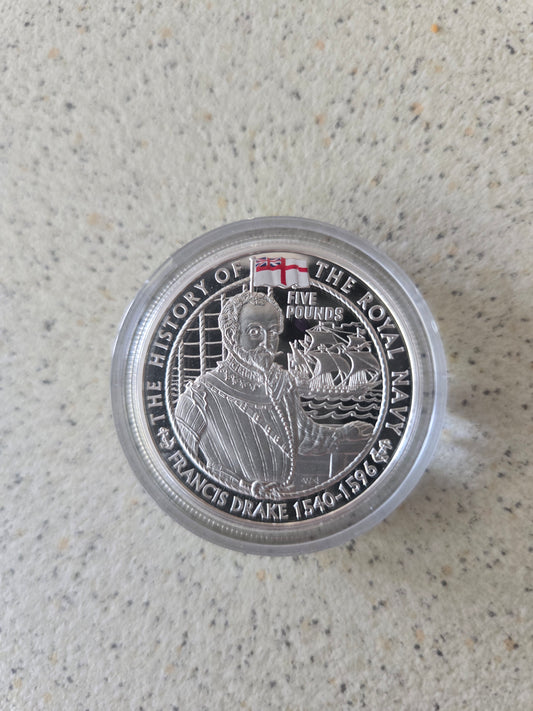 THE HISTORY OF THE ROYAL NAVY
FIVE
POUNDS
FRANCIS DRAKE 1540-1596